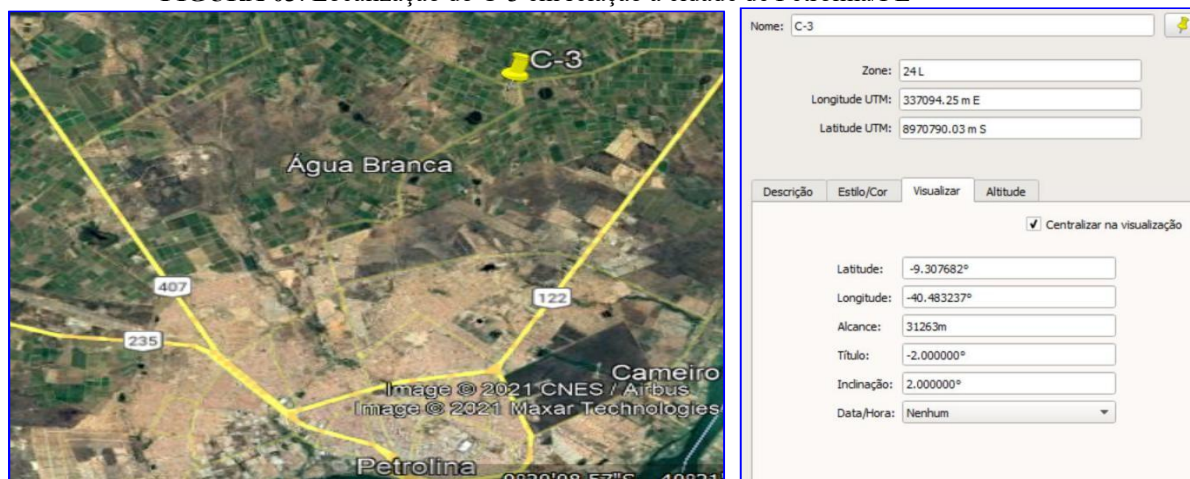 C-3
Água Branca
407
122
235
Carneiro
Image © 2021 CNES / Airbus
Image © 2021 Maxar Technologies
Petrolina
Nome: C-3
Zone: 24 L
Longitude UTM: 337094.25 m E
Latitude UTM: 8970790.03 m S
Descrição Estilo/Cor Visualizar Altitude
Centralizar na visualização
Latitude: -9.307682°
Longitude: -40.483237°
Alcance: 31263m
Título: -2.000000°
Inclinação: 2.000000°
Data/Hora: Nenhum